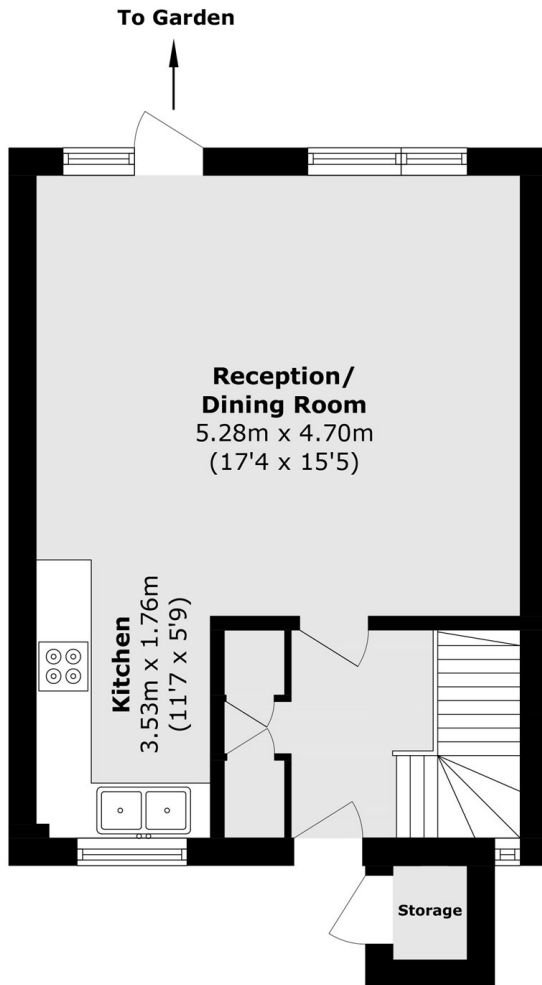 To Garden
Reception/
Dining Room
5.28m x 4.70m
(17'4 x 15'5)
Kitchen
3.53m x 1.76m
(11'7 x 5'9)
Storage